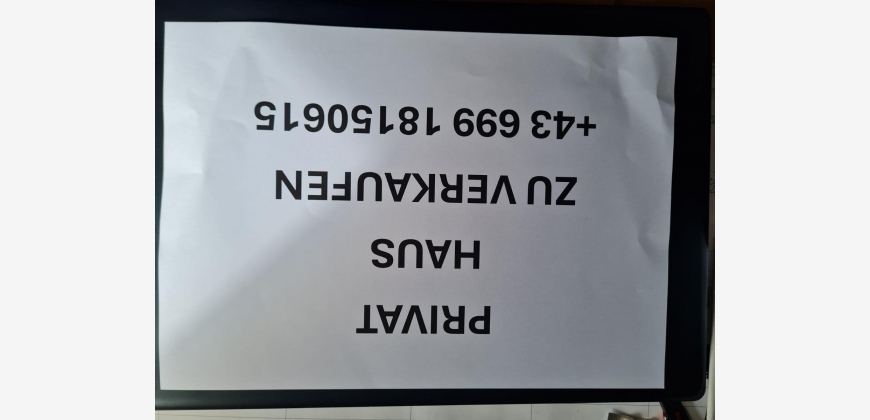 PRIVAT
HAUS
ZU VERKAUFEN
+43 699 18150615